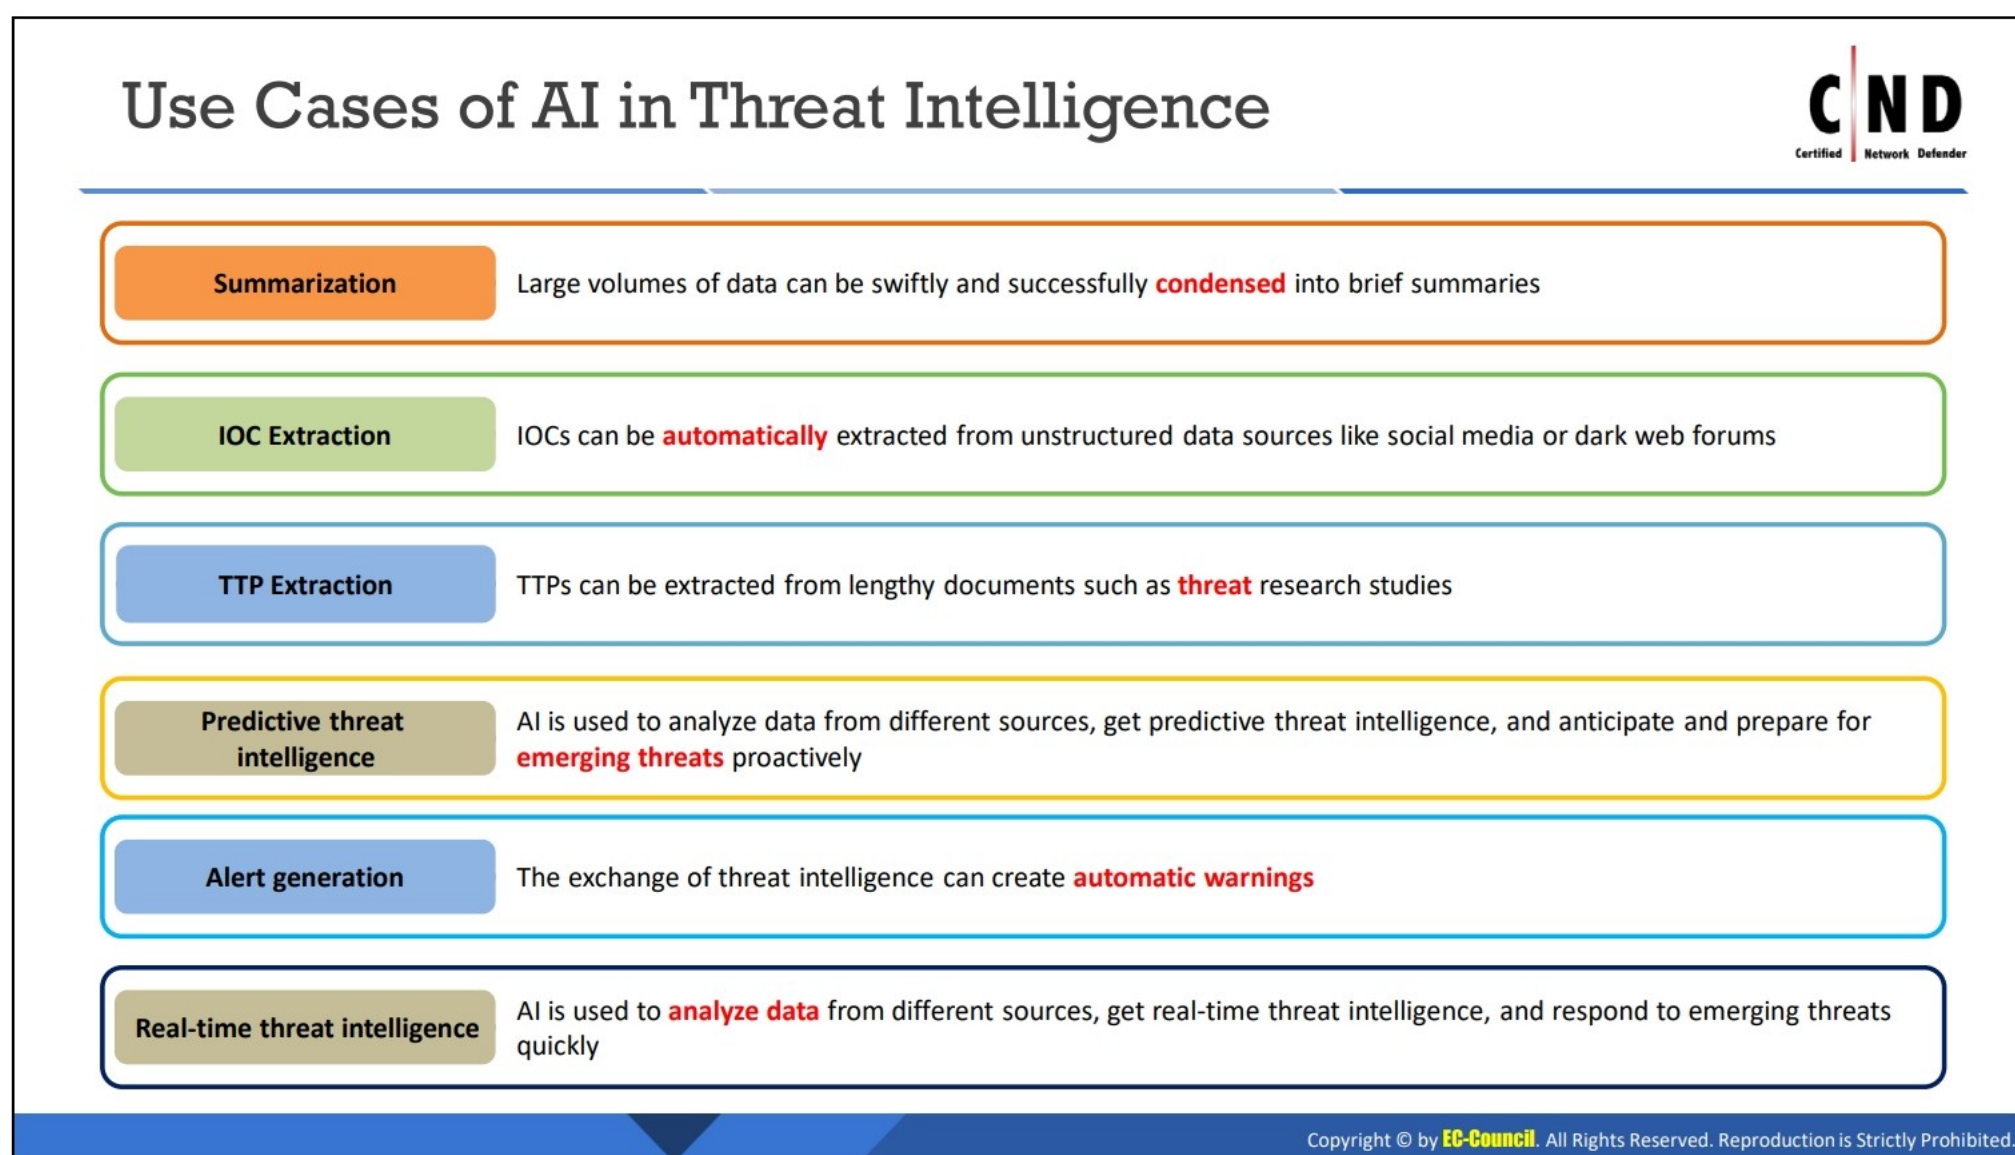 Use Cases of AI in Threat Intelligence
C|ND
Certified Network Defender
Summarization
Large volumes of data can be swiftly and successfully condensed into brief summaries
IOC Extraction
IOCs can be automatically extracted from unstructured data sources like social media or dark web forums
TTP Extraction
TTPs can be extracted from lengthy documents such as threat research studies
Predictive threat
intelligence
AI is used to analyze data from different sources, get predictive threat intelligence, and anticipate and prepare for
emerging threats proactively
Alert generation
The exchange of threat intelligence can create automatic warnings
Real-time threat intelligence
AI is used to analyze data from different sources, get real-time threat intelligence, and respond to emerging threats
quickly
Copyright © by EC-Council. All Rights Reserved. Reproduction is Strictly Prohibited.